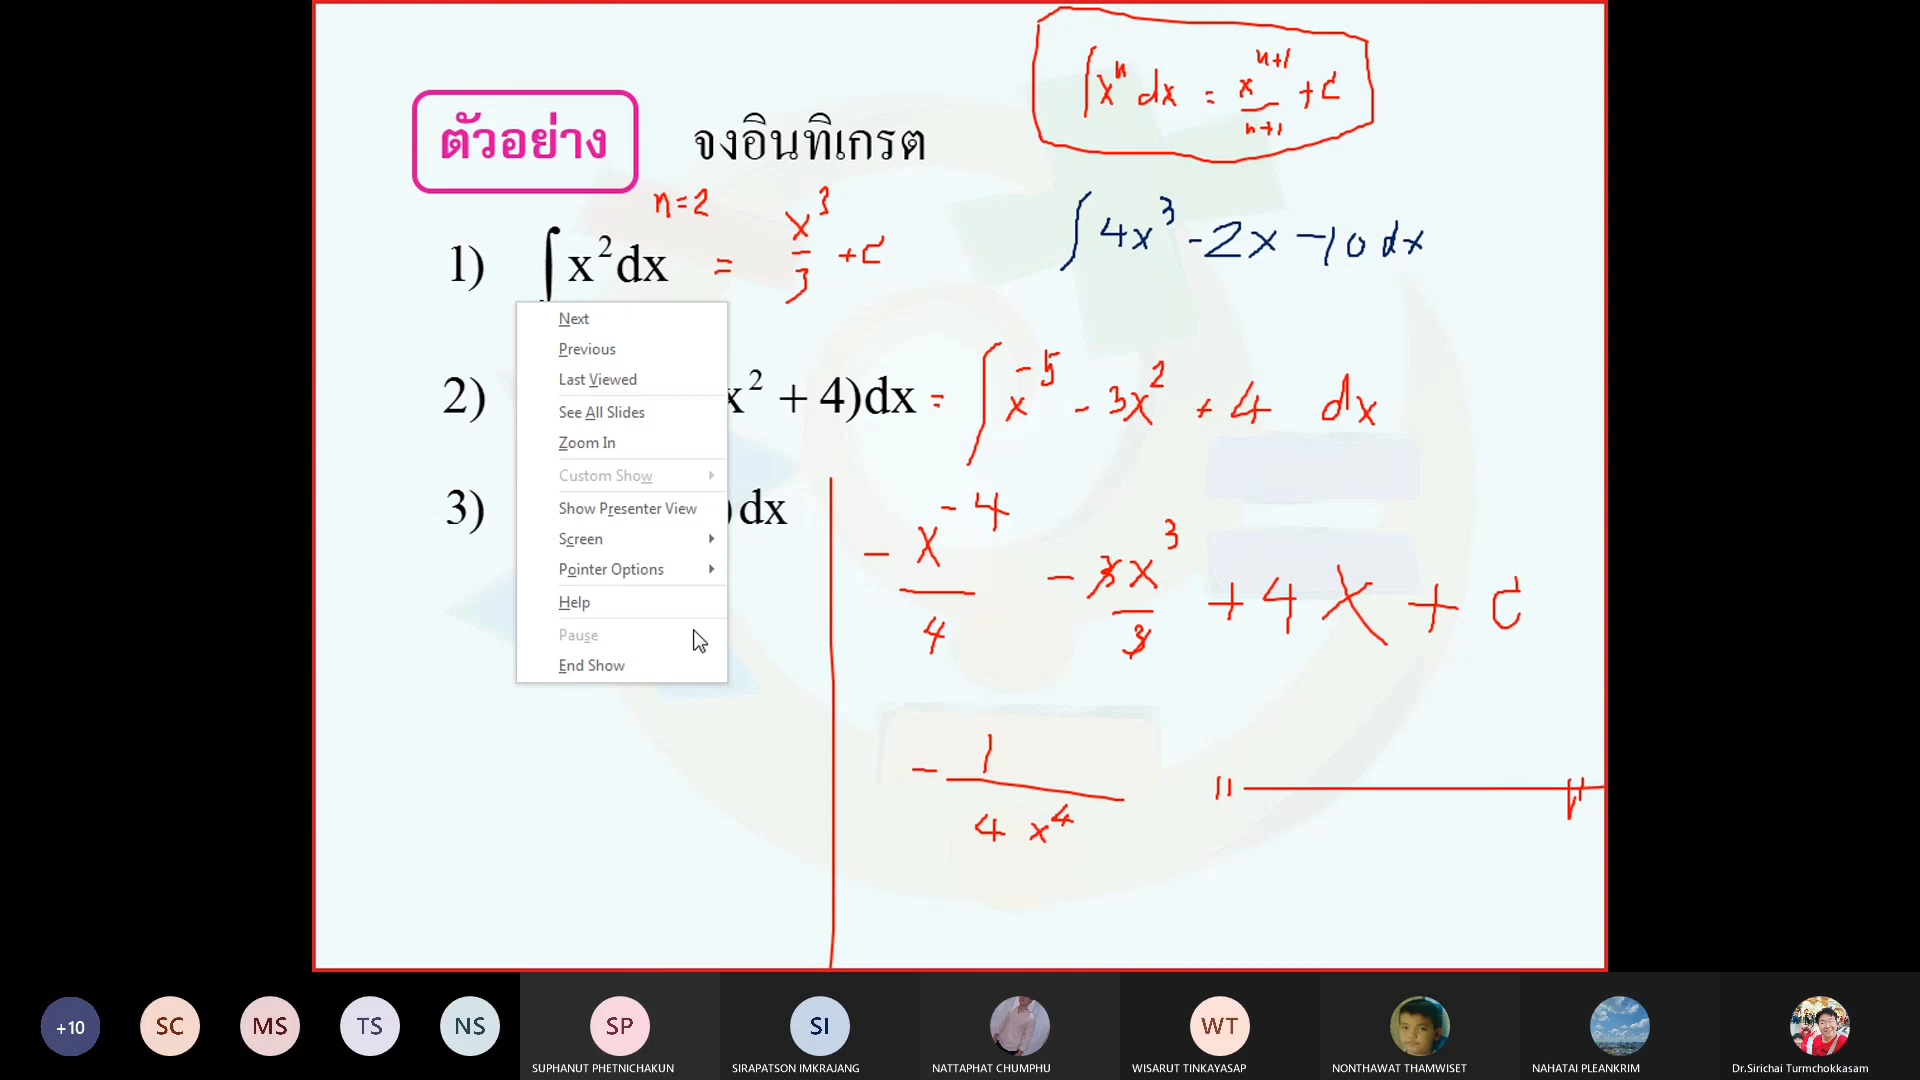 ∫xⁿ dx = xⁿ⁺¹/n+1 + C
ตัวอย่าง จงอินทิเกรต
n=2
1) ∫x²dx = x³/3 + C
∫4x³ -2x -10 dx
Next
Previous
Last Viewed
See All Slides
Zoom In
Custom Show
Show Presenter View
Screen
Pointer Options
Help
Pause
End Show
2) x² + 4)dx = ∫x⁻⁵ - 3x² + 4 dx
3) )dx
- x⁻⁴/4 - 3x³/3 + 4x + C
- 1/4x⁴ 11
+10
SC
MS
TS
NS
SP
SUPHANUT PHETNICHAKUN
SI
SIRAPATSON IMKRAJANG
NATTAPHAT CHUMPHU
WT
WISARUT TINKAYASAP
NONTHAWAT THAMWISET
NAHATAI PLEANKRIM
Dr.Sirichai Turmchokkasam